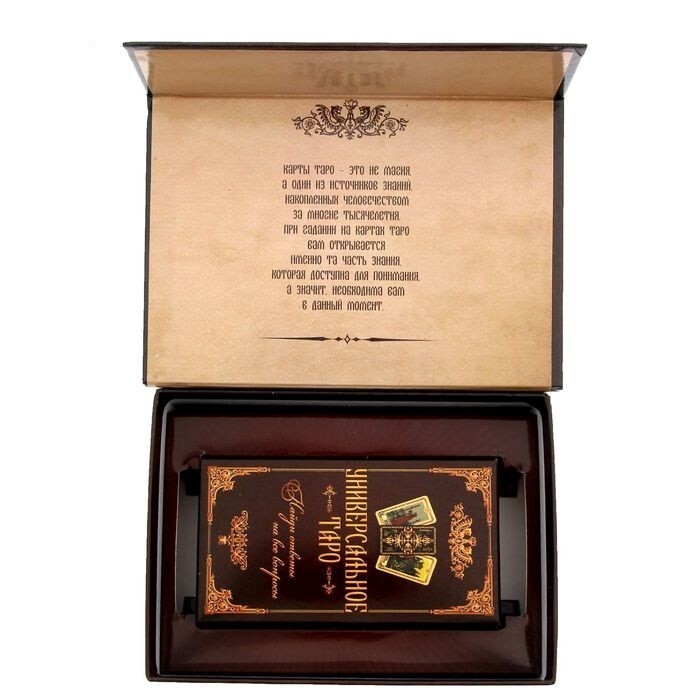 КАРТЫ ТАРО - ЭТО НЕ МАГИЯ,
А ОДИН ИЗ ИСТОЧНИКОВ ЗНАНИЙ,
НАКОПЛЕННЫХ ЧЕЛОВЕЧЕСТВОМ
ЗА МНОГИЕ ТЫСЯЧЕЛЕТИЯ.
ПРИ ГАДАНИИ НА КАРТАХ ТАРО
ВАМ ОТКРЫВАЕТСЯ
ИМЕННО ТА ЧАСТЬ ЗНАНИЯ,
КОТОРАЯ ДОСТУПНА ДЛЯ ПОНИМАНИЯ,
А ЗНАЧИТ, НЕОБХОДИМА ВАМ
В ДАННЫЙ МОМЕНТ.
УНИВЕРСАЛЬНОЕ
ТАРО
Найди ответы
на все вопросы